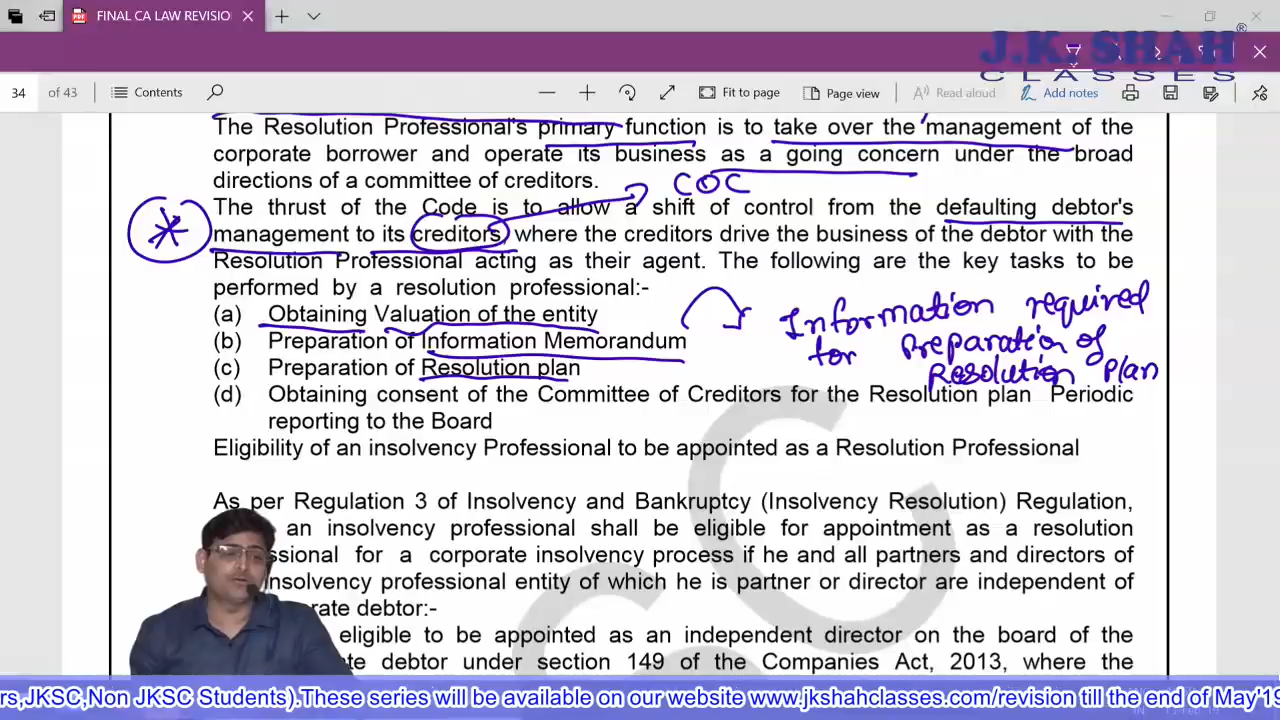 FINAL CA LAW REVISIO
J.K. SHAH
®
CLASSES
34 of 43 Contents Fit to page Page view Read aloud Add notes
The Resolution Professional's primary function is to take over the management of the
corporate borrower and operate its business as a going concern under the broad
directions of a committee of creditors.
COC
The thrust of the Code is to allow a shift of control from the defaulting debtor's
management to its creditors, where the creditors drive the business of the debtor with the
Resolution Professional acting as their agent. The following are the key tasks to be
performed by a resolution professional:-
(a) Obtaining Valuation of the entity
(b) Preparation of Information Memorandum
(c) Preparation of Resolution plan
Information required
for Preparation of
Resolution Plan
(d) Obtaining consent of the Committee of Creditors for the Resolution plan Periodic
reporting to the Board
Eligibility of an insolvency Professional to be appointed as a Resolution Professional
As per Regulation 3 of Insolvency and Bankruptcy (Insolvency Resolution) Regulation,
an insolvency professional shall be eligible for appointment as a resolution
essional for a corporate insolvency process if he and all partners and directors of
insolvency professional entity of which he is partner or director are independent of
rate debtor:-
eligible to be appointed as an independent director on the board of the
te debtor under section 149 of the Companies Act, 2013, where the
rs,JKSC,Non JKSC Students).These series will be available on our website www.jkshahclasses.com/revision till the end of May'19